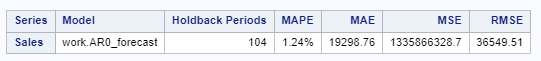 Series Model Holdback Periods MAPE MAE MSE RMSE
Sales work.AR0_forecast 104 1.24% 19298.76 1335866328.7 36549.51